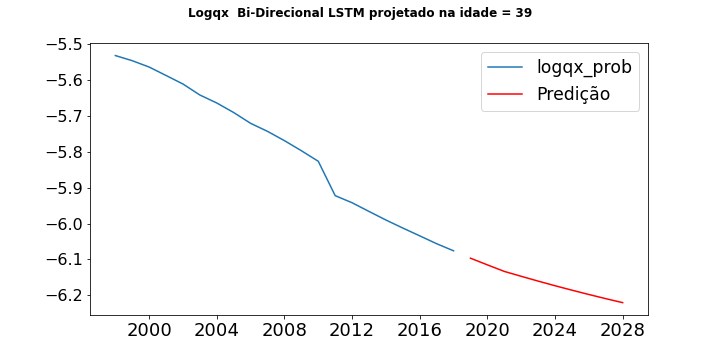 Logqx  Bi-Direcional LSTM projetado na idade = 39
−5.5
−5.6
−5.7
−5.8
−5.9
−6.0
−6.1
−6.2
logqx_prob
Predição
2000 2004 2008 2012 2016 2020 2024 2028